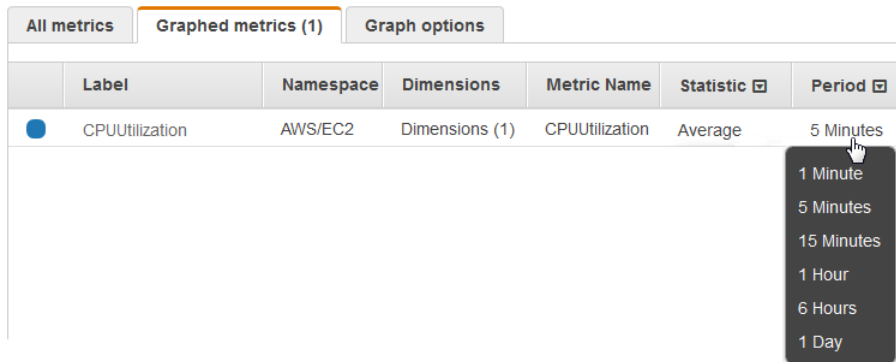 All metrics Graphed metrics (1) Graph options
Label Namespace Dimensions Metric Name Statistic Period
CPUUtilization AWS/EC2 Dimensions (1) CPUUtilization Average 5 Minutes
1 Minute
5 Minutes
15 Minutes
1 Hour
6 Hours
1 Day